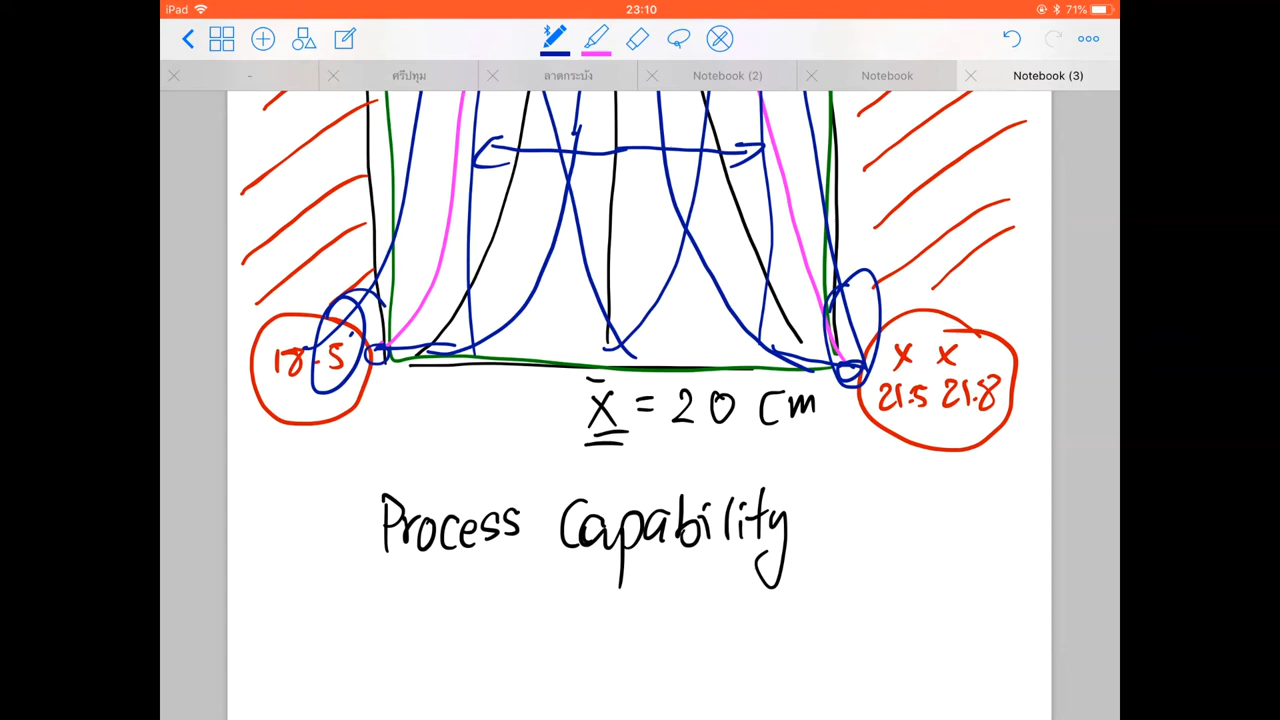 iPad 23:10 71%
- ศรีปทุม ลาดกระบัง Notebook (2) Notebook Notebook (3)
18.5
x x
21.5 21.8
x̄ = 20 cm
Process Capability